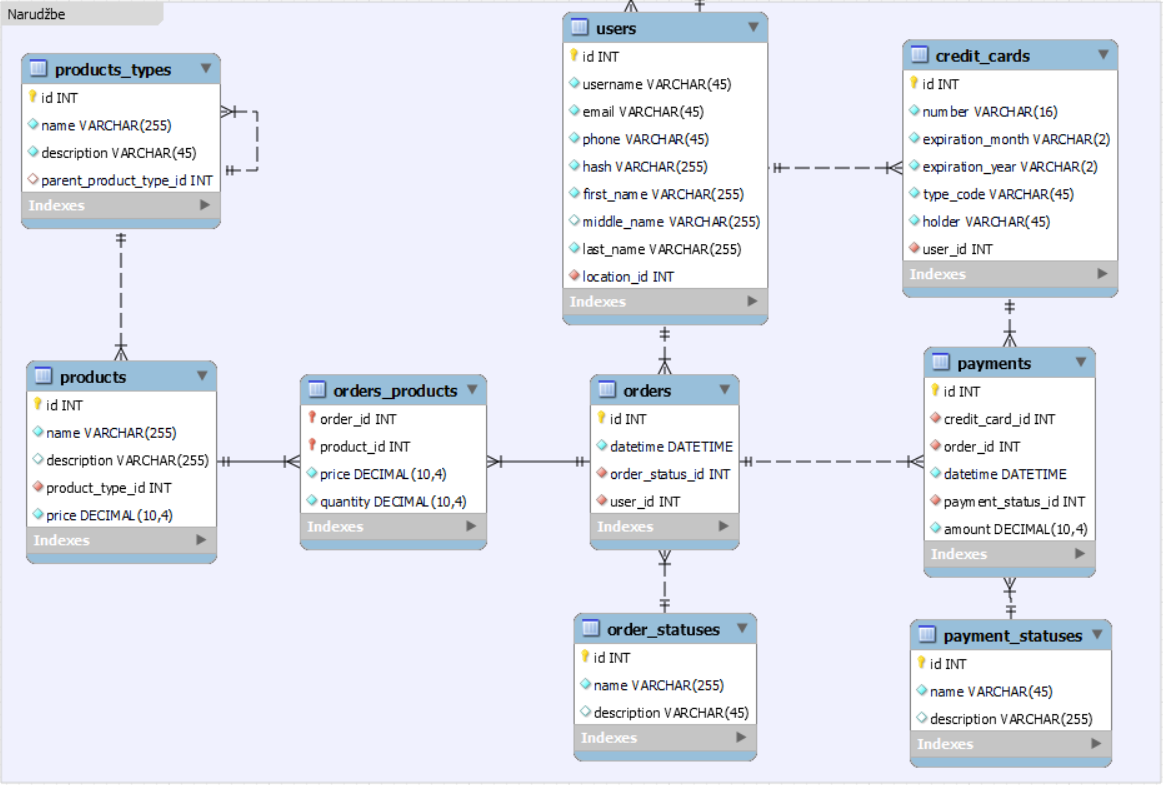 Narudžbe
products_types
id INT
name VARCHAR(255)
description VARCHAR(45)
parent_product_type_id INT
Indexes
users
id INT
username VARCHAR(45)
email VARCHAR(45)
phone VARCHAR(45)
hash VARCHAR(255)
first_name VARCHAR(255)
middle_name VARCHAR(255)
last_name VARCHAR(255)
location_id INT
Indexes
credit_cards
id INT
number VARCHAR(16)
expiration_month VARCHAR(2)
expiration_year VARCHAR(2)
type_code VARCHAR(45)
holder VARCHAR(45)
user_id INT
Indexes
products
id INT
name VARCHAR(255)
description VARCHAR(255)
product_type_id INT
price DECIMAL(10,4)
Indexes
orders_products
order_id INT
product_id INT
price DECIMAL(10,4)
quantity DECIMAL(10,4)
Indexes
orders
id INT
datetime DATETIME
order_status_id INT
user_id INT
Indexes
payments
id INT
credit_card_id INT
order_id INT
datetime DATETIME
payment_status_id INT
amount DECIMAL(10,4)
Indexes
order_statuses
id INT
name VARCHAR(255)
description VARCHAR(45)
Indexes
payment_statuses
id INT
name VARCHAR(45)
description VARCHAR(255)
Indexes